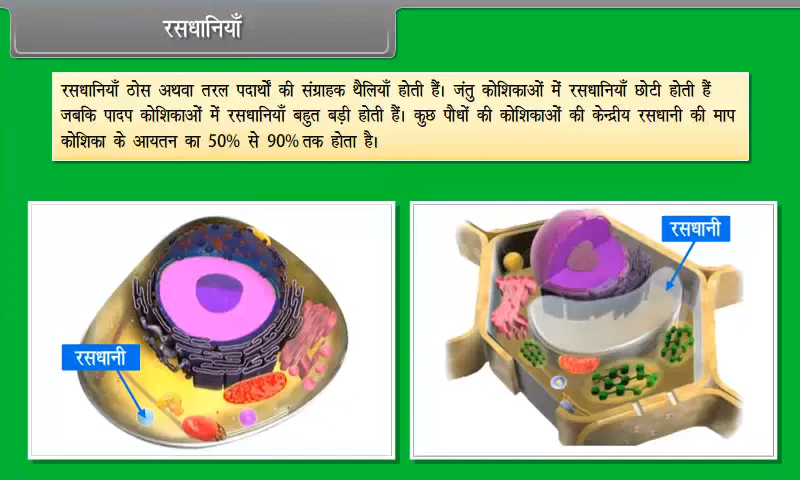 रसधानियाँ
रसधानियाँ ठोस अथवा तरल पदार्थों की संग्राहक थैलियाँ होती हैं। जंतु कोशिकाओं में रसधानियाँ छोटी होती हैं
जबकि पादप कोशिकाओं में रसधानियाँ बहुत बड़ी होती हैं। कुछ पौधों की कोशिकाओं की केन्द्रीय रसधानी की माप
कोशिका के आयतन का 50% से 90% तक होता है।
रसधानी
रसधानी